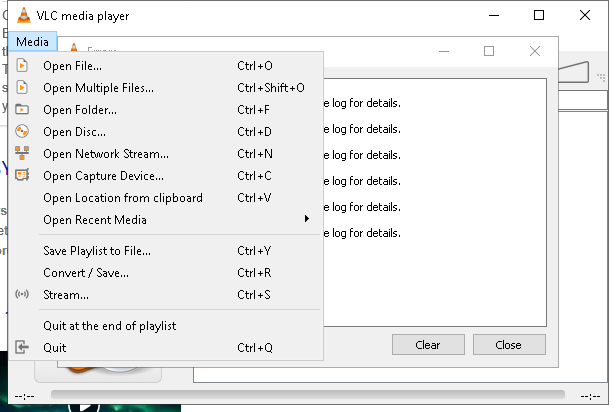 VLC media player
Media
Open File... Ctrl+O
Open Multiple Files... Ctrl+Shift+O
Open Folder... Ctrl+F
Open Disc... Ctrl+D
Open Network Stream... Ctrl+N
Open Capture Device... Ctrl+C
Open Location from clipboard Ctrl+V
Open Recent Media
Save Playlist to File... Ctrl+Y
Convert / Save... Ctrl+R
Stream... Ctrl+S
Quit at the end of playlist
Quit Ctrl+Q
log for details.
log for details.
log for details.
log for details.
log for details.
log for details.
Clear Close
--:-- --:--